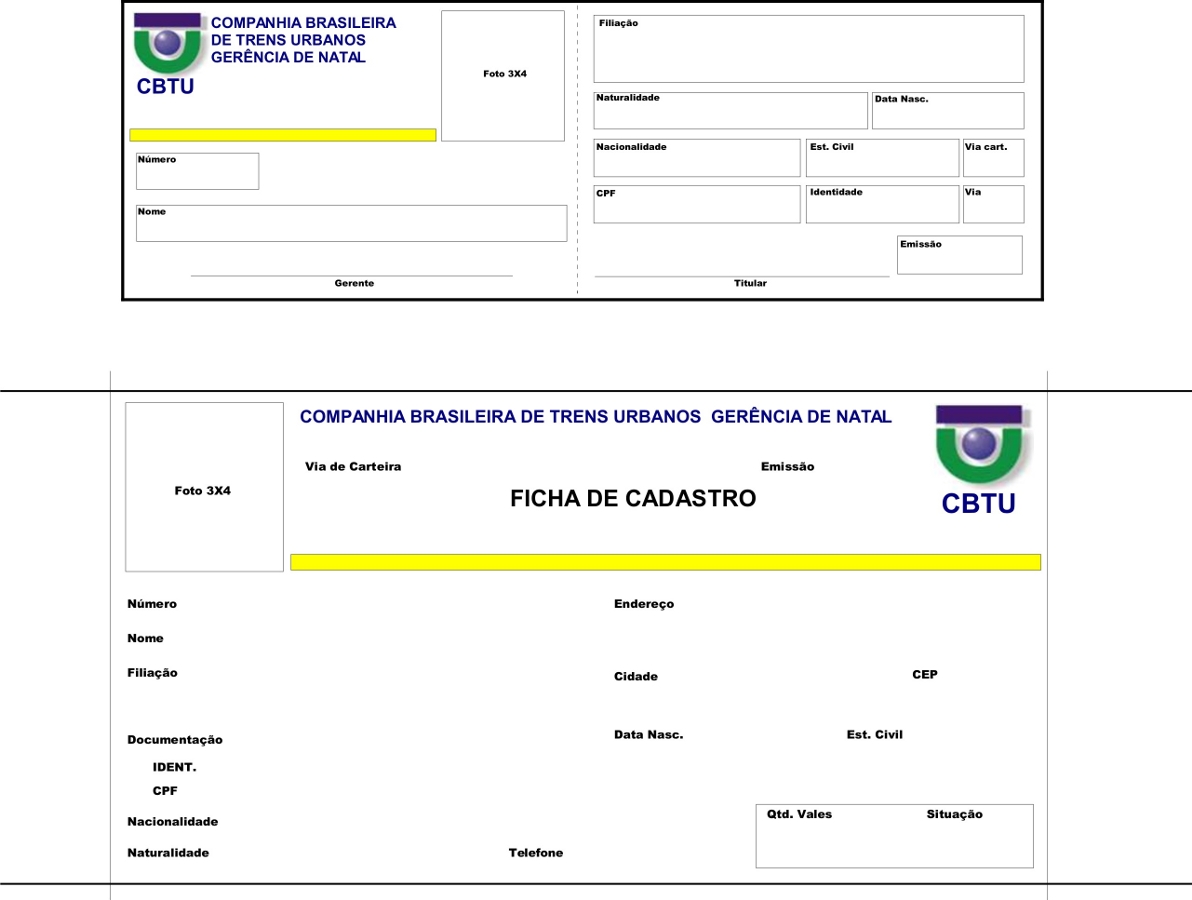 COMPANHIA BRASILEIRA
DE TRENS URBANOS
GERÊNCIA DE NATAL
CBTU
Foto 3X4
Número
Nome
Gerente
Filiação
Naturalidade
Data Nasc.
Nacionalidade
Est. Civil
Via cart.
CPF
Identidade
Via
Emissão
Titular
COMPANHIA BRASILEIRA DE TRENS URBANOS GERÊNCIA DE NATAL
Foto 3X4
Via de Carteira
Emissão
FICHA DE CADASTRO
CBTU
Número
Endereço
Nome
Filiação
Cidade
CEP
Documentação
Data Nasc.
Est. Civil
IDENT.
CPF
Nacionalidade
Qtd. Vales
Situação
Naturalidade
Telefone